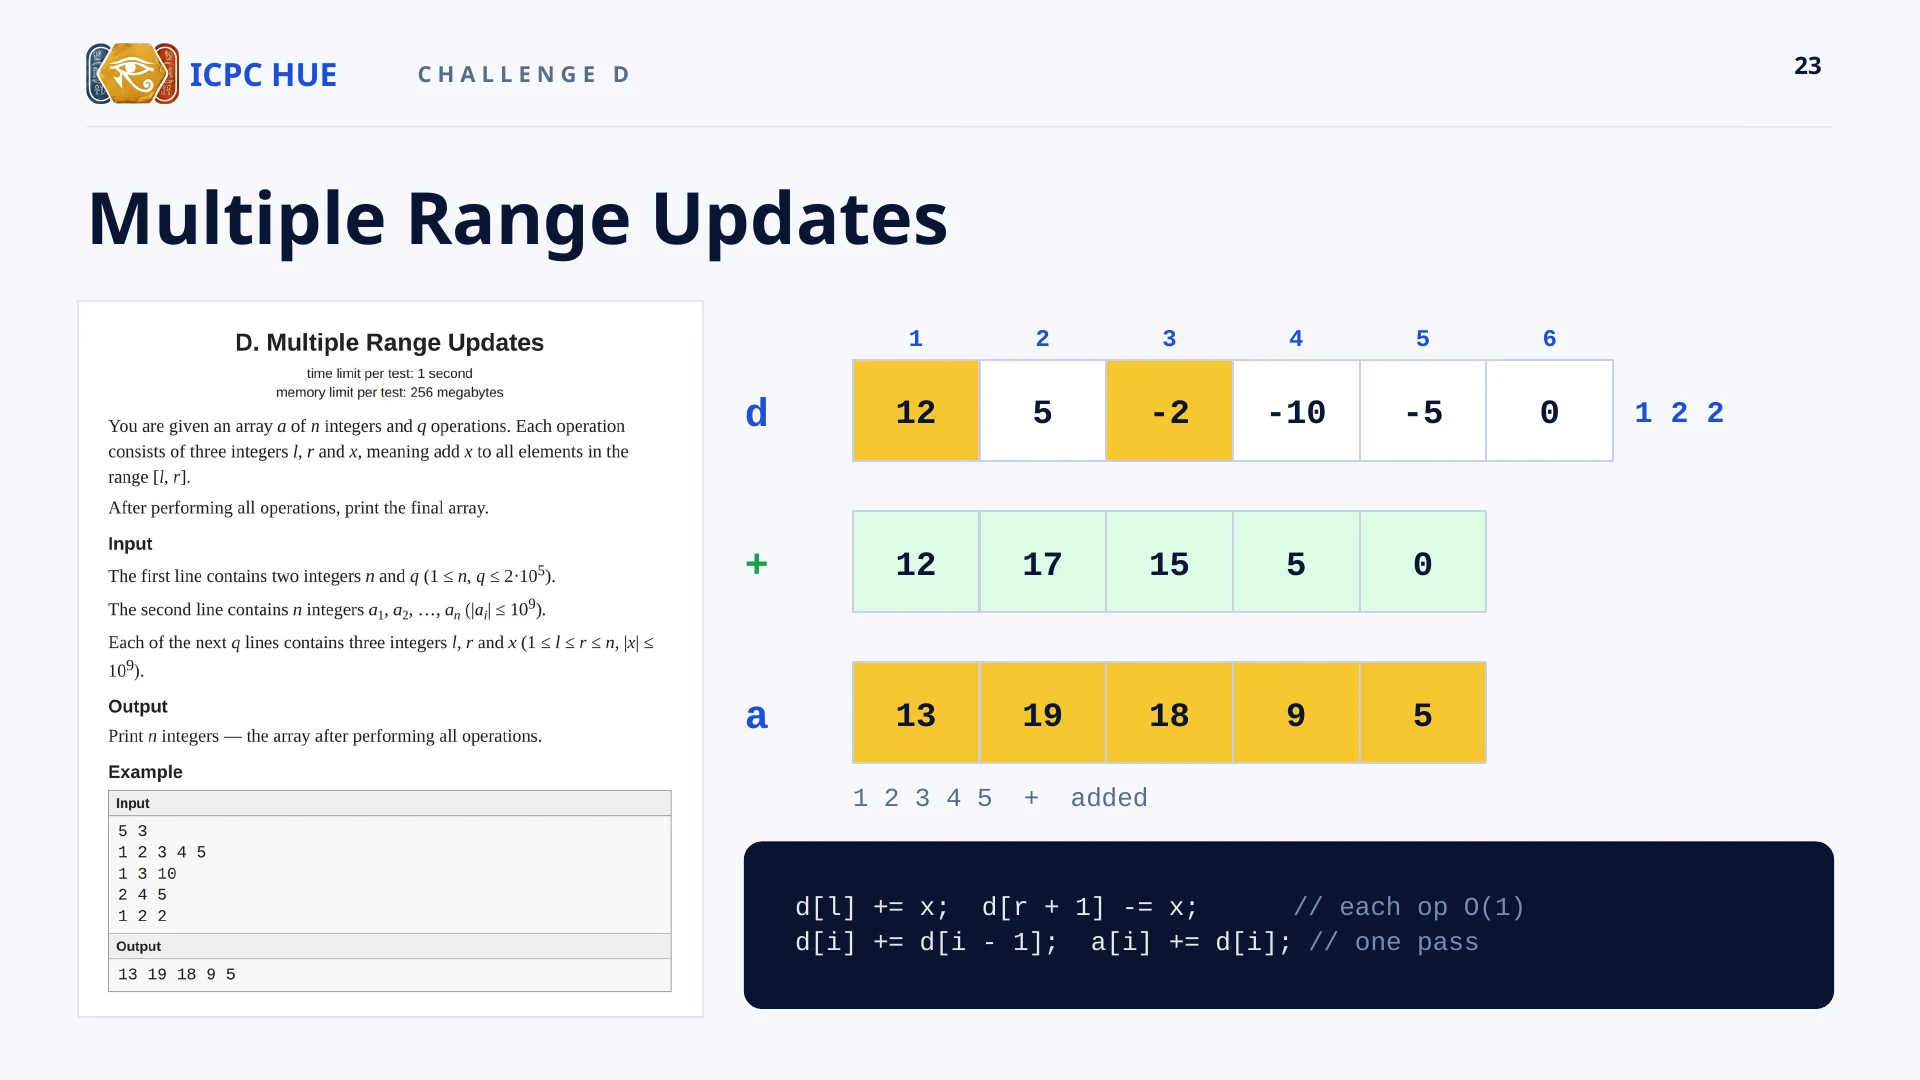 ICPC HUE
CHALLENGE D
23
Multiple Range Updates
D. Multiple Range Updates
time limit per test: 1 second
memory limit per test: 256 megabytes
You are given an array a of n integers and q operations. Each operation
consists of three integers l, r and x, meaning add x to all elements in the
range [l, r].
After performing all operations, print the final array.
Input
The first line contains two integers n and q (1 ≤ n, q ≤ 2·10⁵).
The second line contains n integers a₁, a₂, …, aₙ (|aᵢ| ≤ 10⁹).
Each of the next q lines contains three integers l, r and x (1 ≤ l ≤ r ≤ n, |x| ≤
10⁹).
Output
Print n integers — the array after performing all operations.
Example
Input
5 3
1 2 3 4 5
1 3 10
2 4 5
1 2 2
Output
13 19 18 9 5
1 2 3 4 5 6
d 12 5 -2 -10 -5 0 1 2 2
+ 12 17 15 5 0
a 13 19 18 9 5
1 2 3 4 5 + added
d[l] += x; d[r + 1] -= x; // each op O(1)
d[i] += d[i - 1]; a[i] += d[i]; // one pass